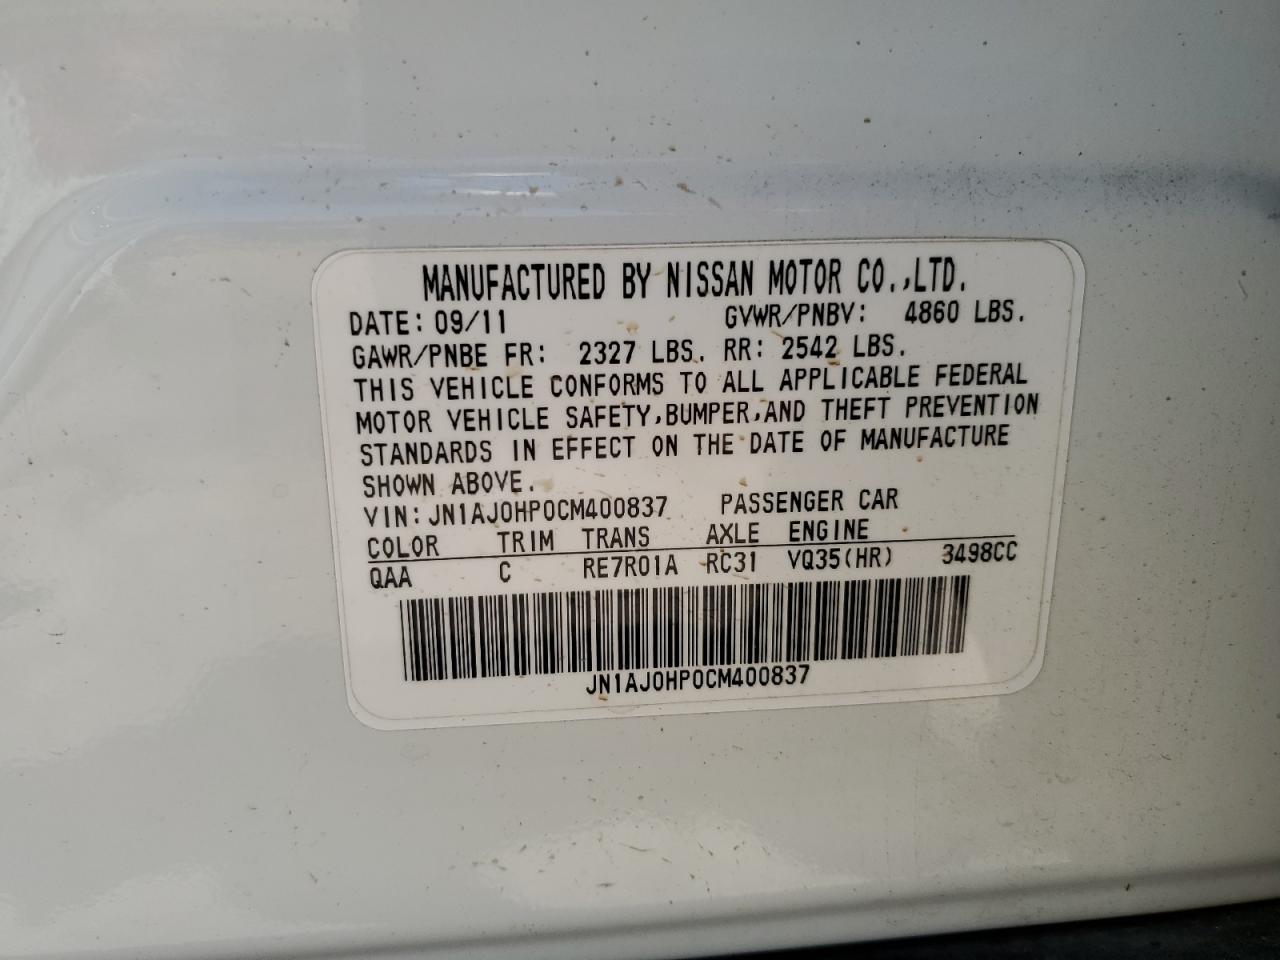 MANUFACTURED BY NISSAN MOTOR CO.,LTD.
DATE: 09/11 GVWR/PNBV: 4860 LBS.
GAWR/PNBE FR: 2327 LBS. RR: 2542 LBS.
THIS VEHICLE CONFORMS TO ALL APPLICABLE FEDERAL
MOTOR VEHICLE SAFETY,BUMPER,AND THEFT PREVENTION
STANDARDS IN EFFECT ON THE DATE OF MANUFACTURE
SHOWN ABOVE.
VIN: JN1AJ0HP0CM400837 PASSENGER CAR
COLOR TRIM TRANS AXLE ENGINE
QAA C RE7R01A RC31 VQ35(HR) 3498CC
JN1AJ0HP0CM400837